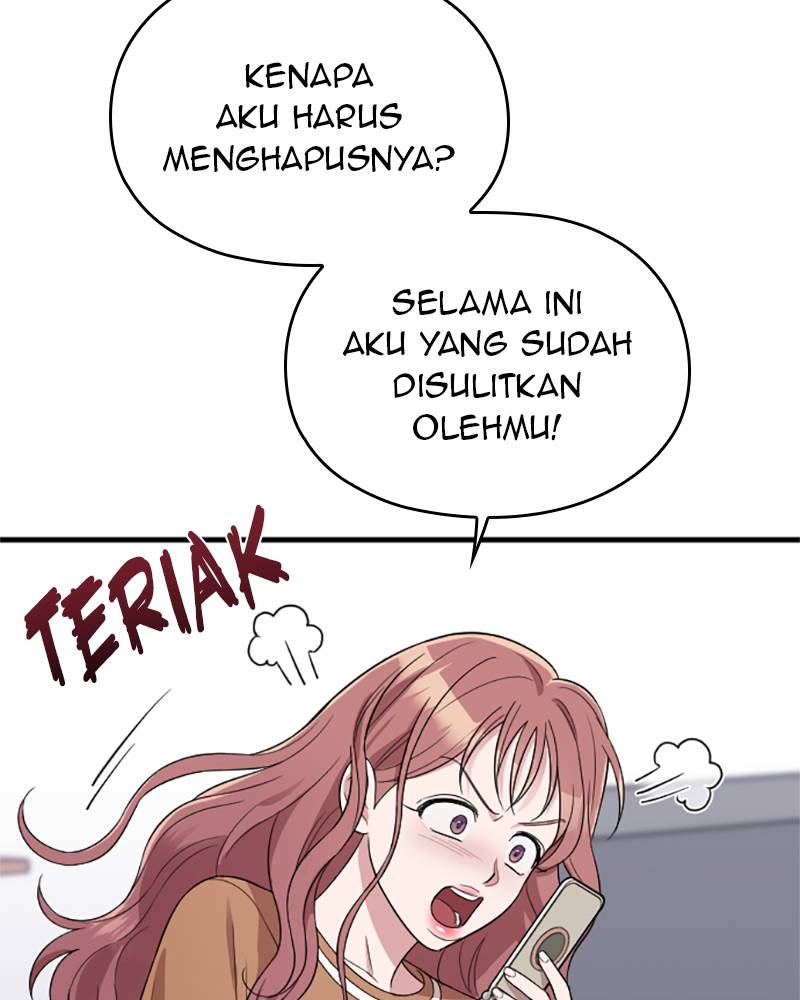 KENAPA
AKU HARUS
MENGHAPUSNYA?
SELAMA INI
AKU YANG SUDAH
DISULITKAN
OLEHMU!
TERIAK